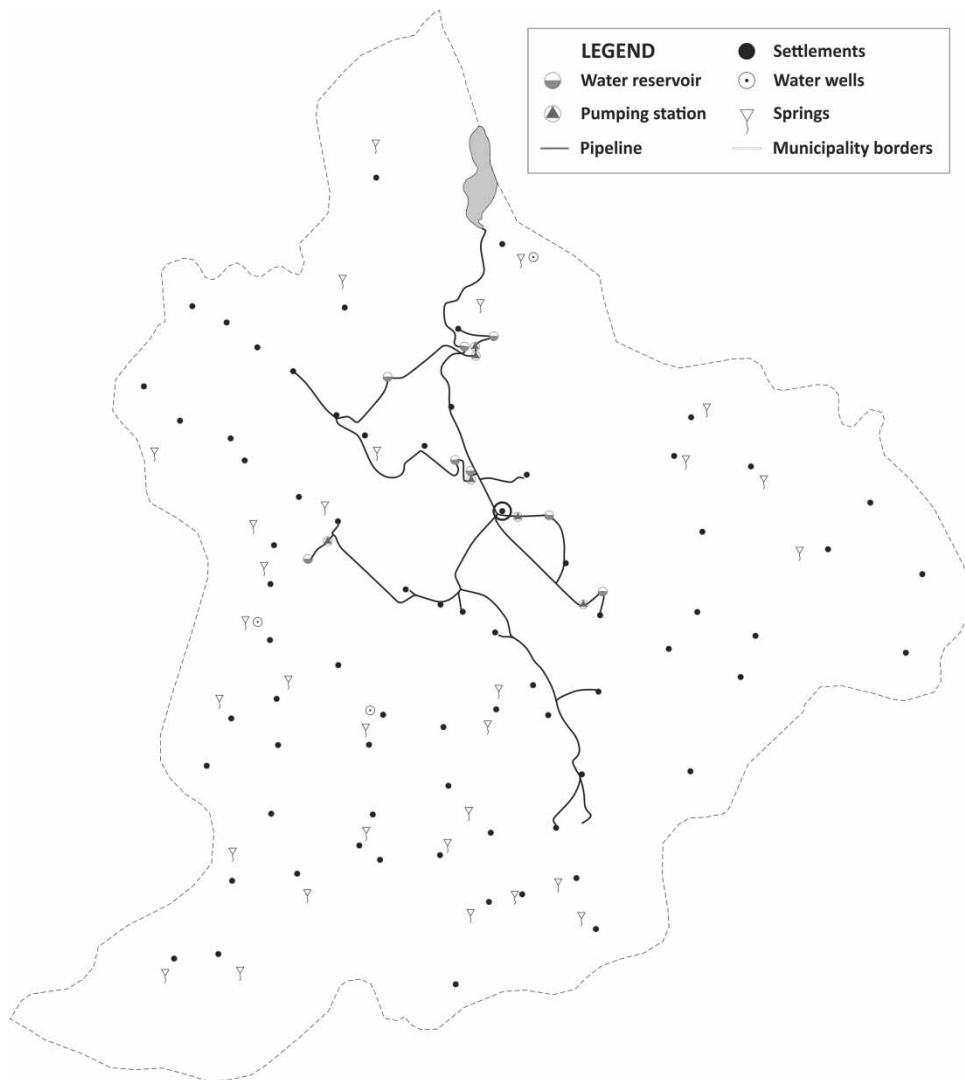 LEGEND
Settlements
Water reservoir
Water wells
Pumping station
Springs
Pipeline
Municipality borders